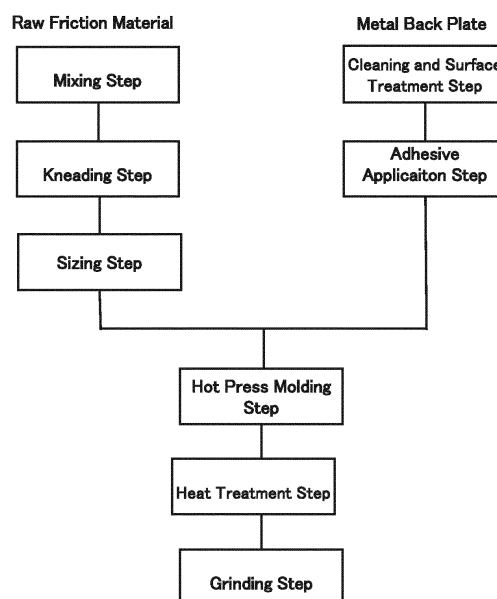 Raw Friction Material
Metal Back Plate
Mixing Step
Cleaning and Surface
Treatment Step
Kneading Step
Adhesive
Applicaiton Step
Sizing Step
Hot Press Molding
Step
Heat Treatment Step
Grinding Step